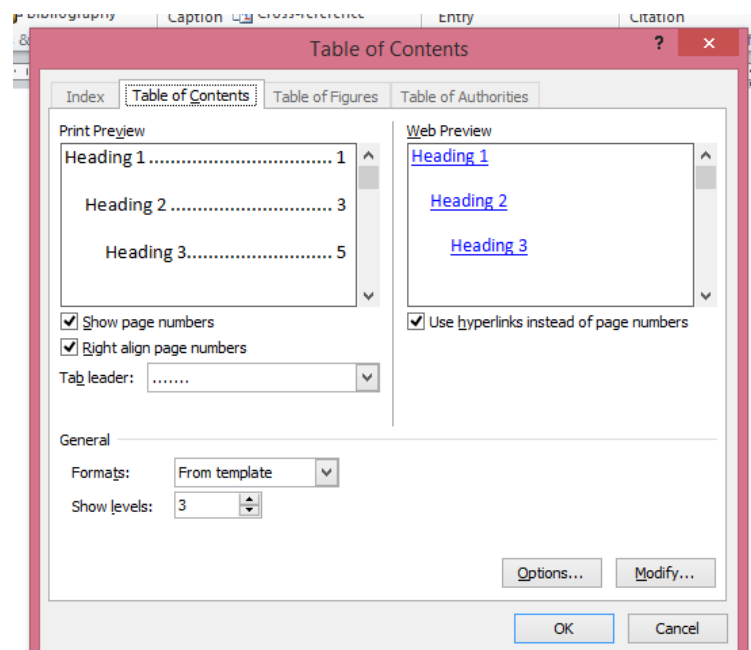 Caption
Entry
Citation
Table of Contents
?
Index
Table of Contents
Table of Figures
Table of Authorities
Print Preview
Web Preview
Heading 1 ................................. 1
Heading 2 ............................. 3
Heading 3............................. 5
Heading 1
Heading 2
Heading 3
Show page numbers
Use hyperlinks instead of page numbers
Right align page numbers
Tab leader: .......
General
Formats: From template
Show levels: 3
Options...
Modify...
OK
Cancel